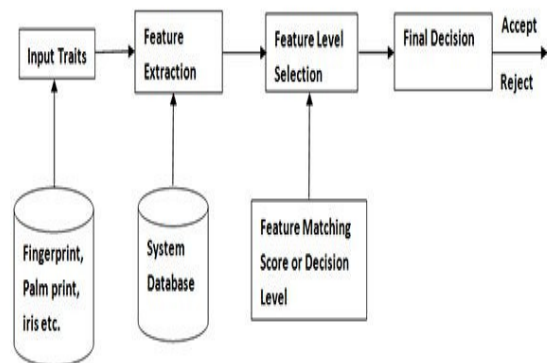 Input Traits
Feature
Extraction
Feature Level
Selection
Final Decision
Accept
Reject
Fingerprint,
Palm print,
iris etc.
System
Database
Feature Matching
Score or Decision
Level